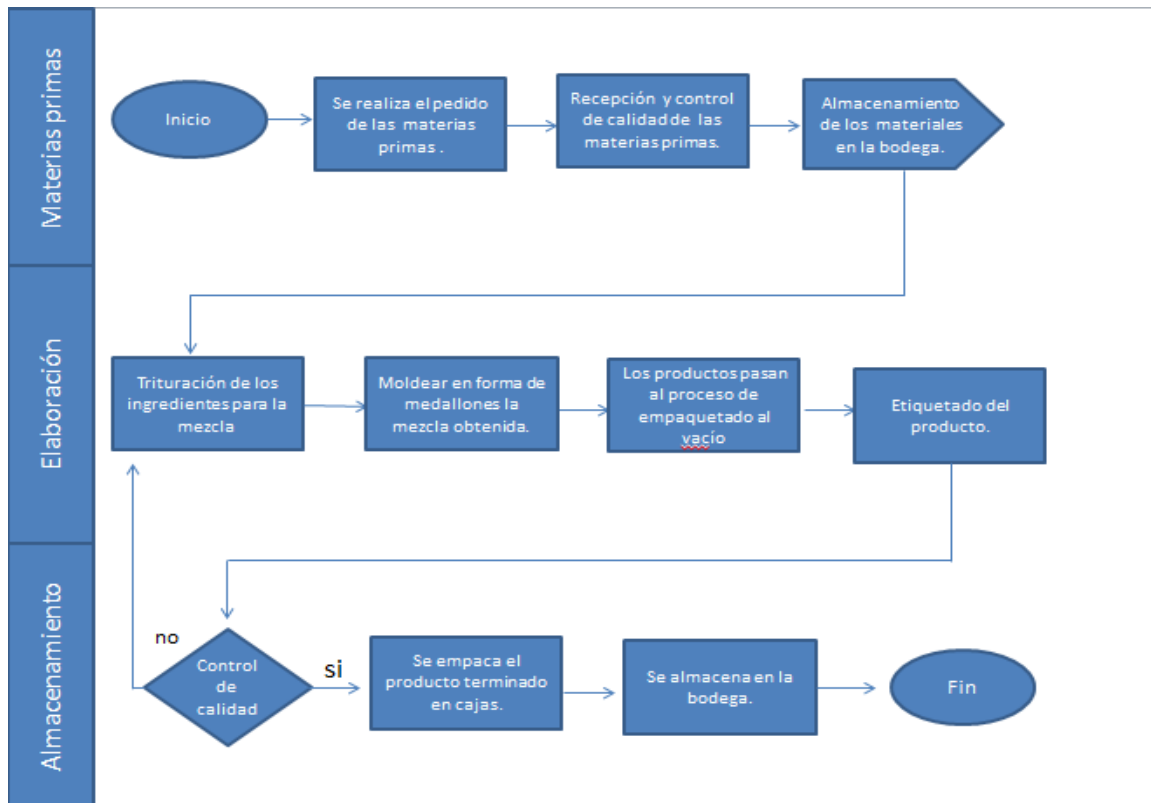 Materias primas
Inicio
Se realiza el pedido
de las materias
primas .
Recepción y control
de calidad de las
materias primas.
Almacenamiento
de los materiales
en la bodega.
Elaboración
Trituración de los
ingredientes para la
mezcla
Moldear en forma de
medallones la
mezcla obtenida.
Los productos pasan
al proceso de
empaquetado al
vacío
Etiquetado del
producto.
Almacenamiento
no
Control
de
calidad
si
Se empaca el
producto terminado
en cajas.
Se almacena en la
bodega.
Fin